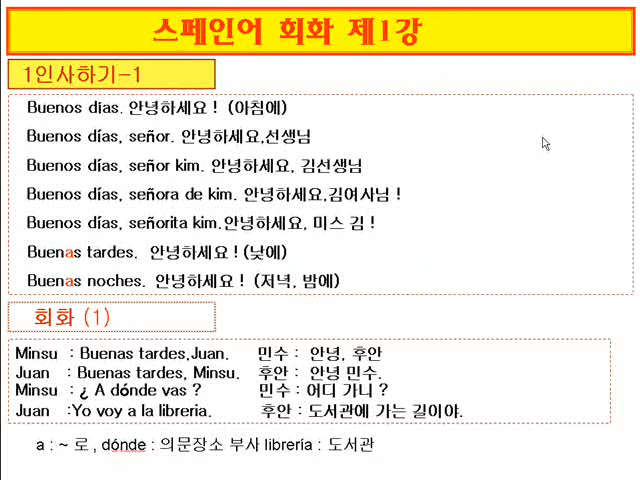 스페인어 회화 제1강
1인사하기-1
Buenos días. 안녕하세요 ! (아침에)
Buenos días, señor. 안녕하세요,선생님
Buenos días, señor kim. 안녕하세요, 김선생님
Buenos días, señora de kim. 안녕하세요,김여사님 !
Buenos días, señorita kim.안녕하세요, 미스 김 !
Buenas tardes. 안녕하세요 ! (낮에)
Buenas noches. 안녕하세요 ! (저녁, 밤에)
회화 (1)
Minsu : Buenas tardes,Juan. 민수 : 안녕, 후안
Juan : Buenas tardes, Minsu. 후안 : 안녕 민수.
Minsu : ¿ A dónde vas ? 민수 : 어디 가니 ?
Juan :Yo voy a la libreria. 후안 : 도서관에 가는 길이야.
a : ~ 로 , dónde : 의문장소 부사 librería : 도서관